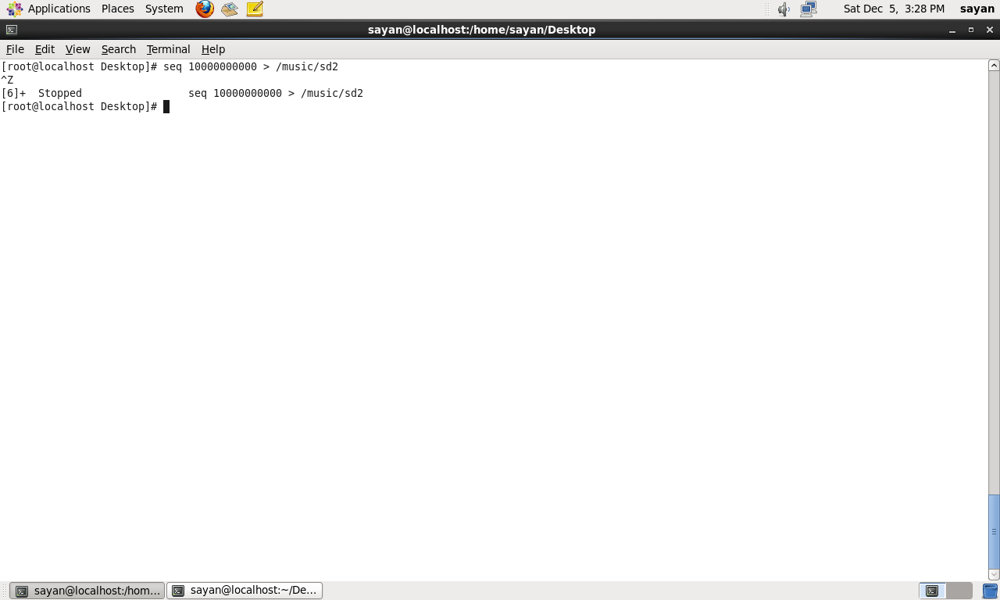 Applications Places System Sat Dec 5, 3:28 PM sayan
sayan@localhost:/home/sayan/Desktop
File Edit View Search Terminal Help
[root@localhost Desktop]# seq 10000000000 > /music/sd2
^Z
[6]+  Stopped                 seq 10000000000 > /music/sd2
[root@localhost Desktop]#
sayan@localhost:/hom... sayan@localhost:~/De...